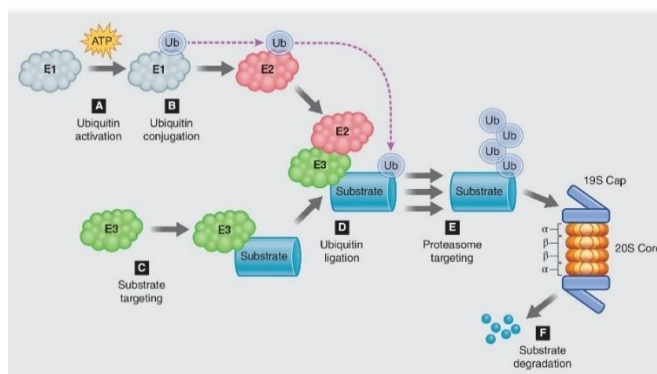 ATP
E1
E1
Ub
E2
Ub
A
Ubiquitin
activation
B
Ubiquitin
conjugation
E2
E3
Ub
Substrate
D
Ubiquitin
ligation
Ub
Ub
Ub
Ub
Substrate
E
Proteasome
targeting
E3
C
Substrate
targeting
E3
Substrate
19S Cap
α
β
β
α
20S Core
F
Substrate
degradation